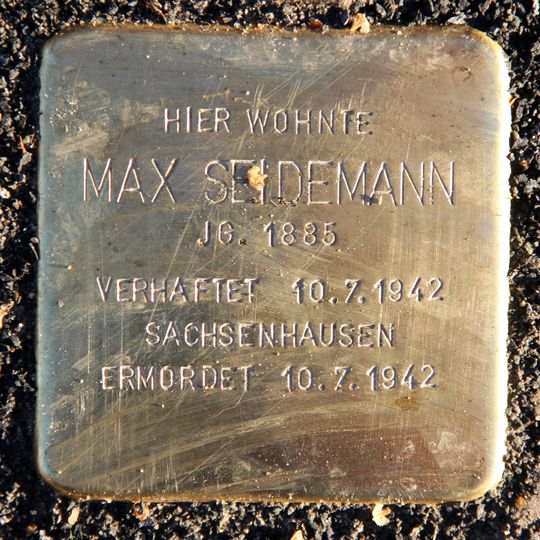 HIER WOHNTE
MAX SEIDEMANN
JG. 1885
VERHAFTET 10.7.1942
SACHSENHAUSEN
ERMORDET 10.7.1942